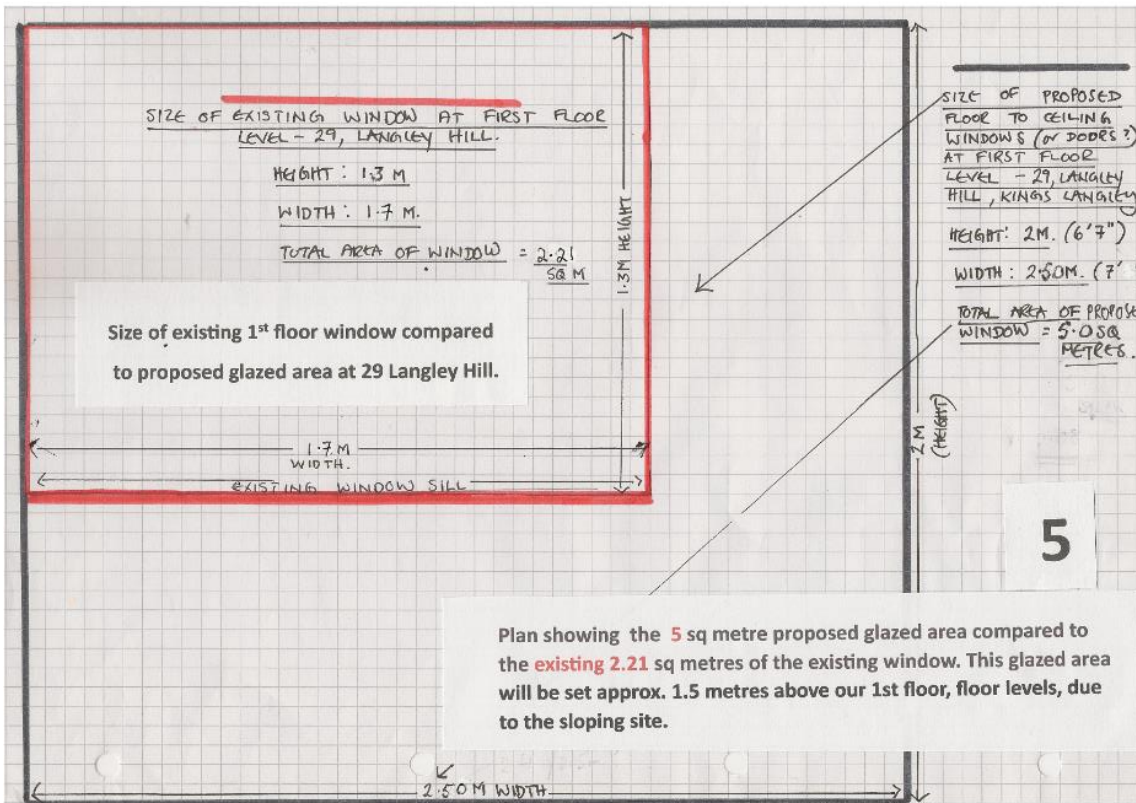 SIZE OF EXISTING WINDOW AT FIRST FLOOR
LEVEL - 29, LANGLEY HILL.
HEIGHT : 1.3 M
WIDTH : 1.7 M.
TOTAL AREA OF WINDOW = 2.21
SQ M
1.3M HEIGHT
Size of existing 1st floor window compared
to proposed glazed area at 29 Langley Hill.
1.7 M
WIDTH.
EXISTING WINDOW SILL
SIZE OF PROPOSED
FLOOR TO CEILING
WINDOWS (or DOORS?)
AT FIRST FLOOR
LEVEL - 29, LANGLEY
HILL, KINGS LANGLEY
HEIGHT: 2M. (6'7")
WIDTH : 2.50M. (7'
TOTAL AREA OF PROPOSE
WINDOW = 5.0 SQ
METRES.
2 M
(HEIGHT)
5
Plan showing the 5 sq metre proposed glazed area compared to
the existing 2.21 sq metres of the existing window. This glazed area
will be set approx. 1.5 metres above our 1st floor, floor levels, due
to the sloping site.
2.50 M WIDTH